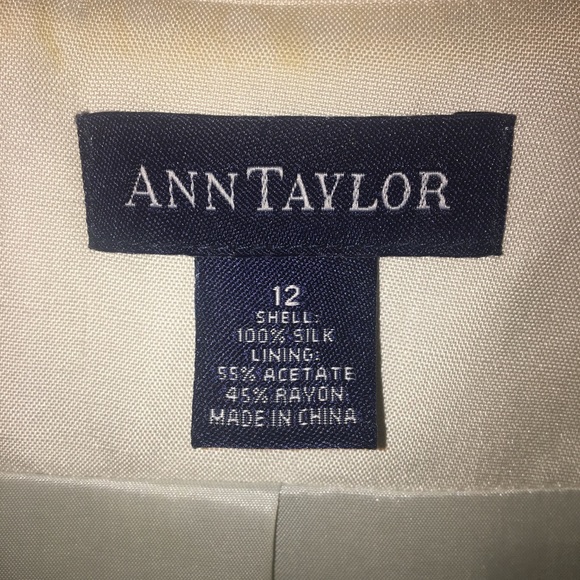 ANNTAYLOR
12
SHELL:
100% SILK
LINING:
55% ACETATE
45% RAYON
MADE IN CHINA